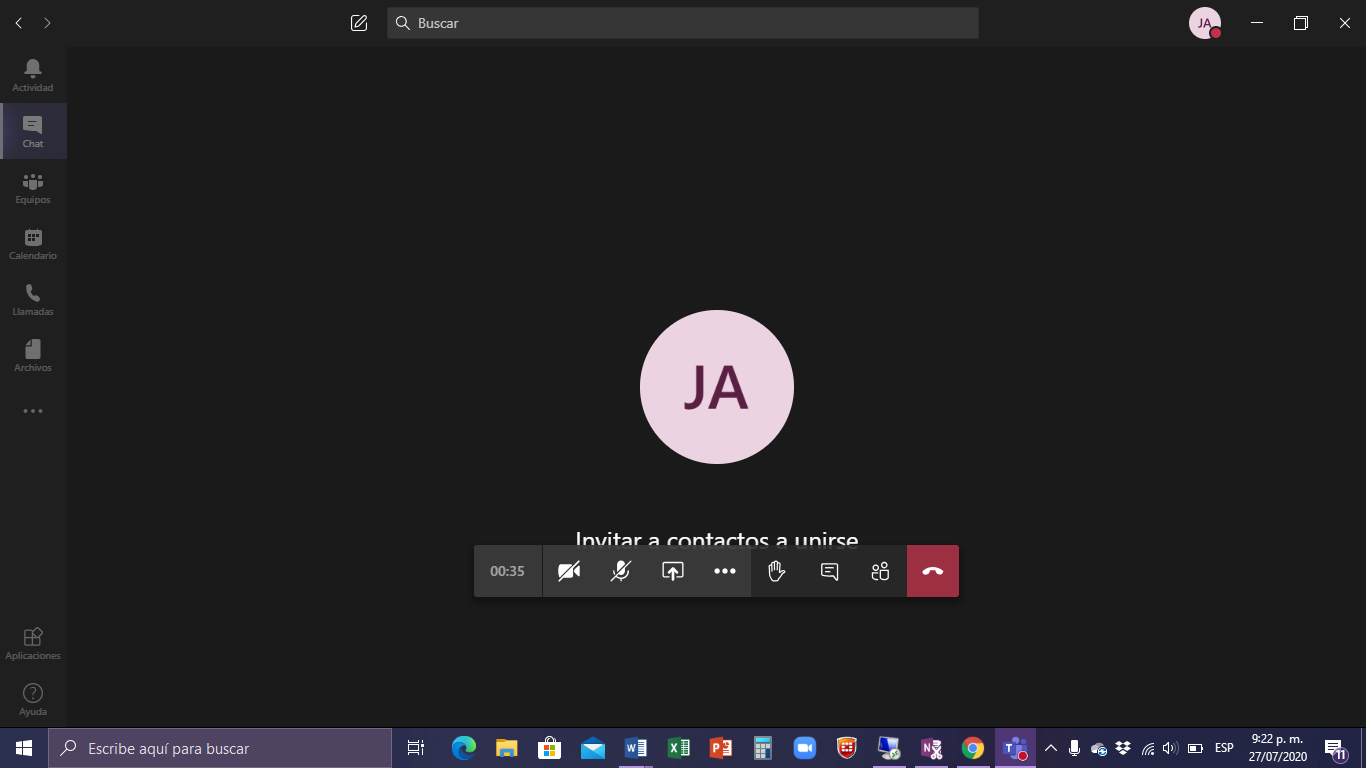 Buscar
JA
Actividad
Chat
Equipos
Calendario
Llamadas
Archivos
JA
Invitar a contactos a unirse
00:35
Aplicaciones
Ayuda
Escribe aquí para buscar
ESP
9:22 p. m.
27/07/2020
11